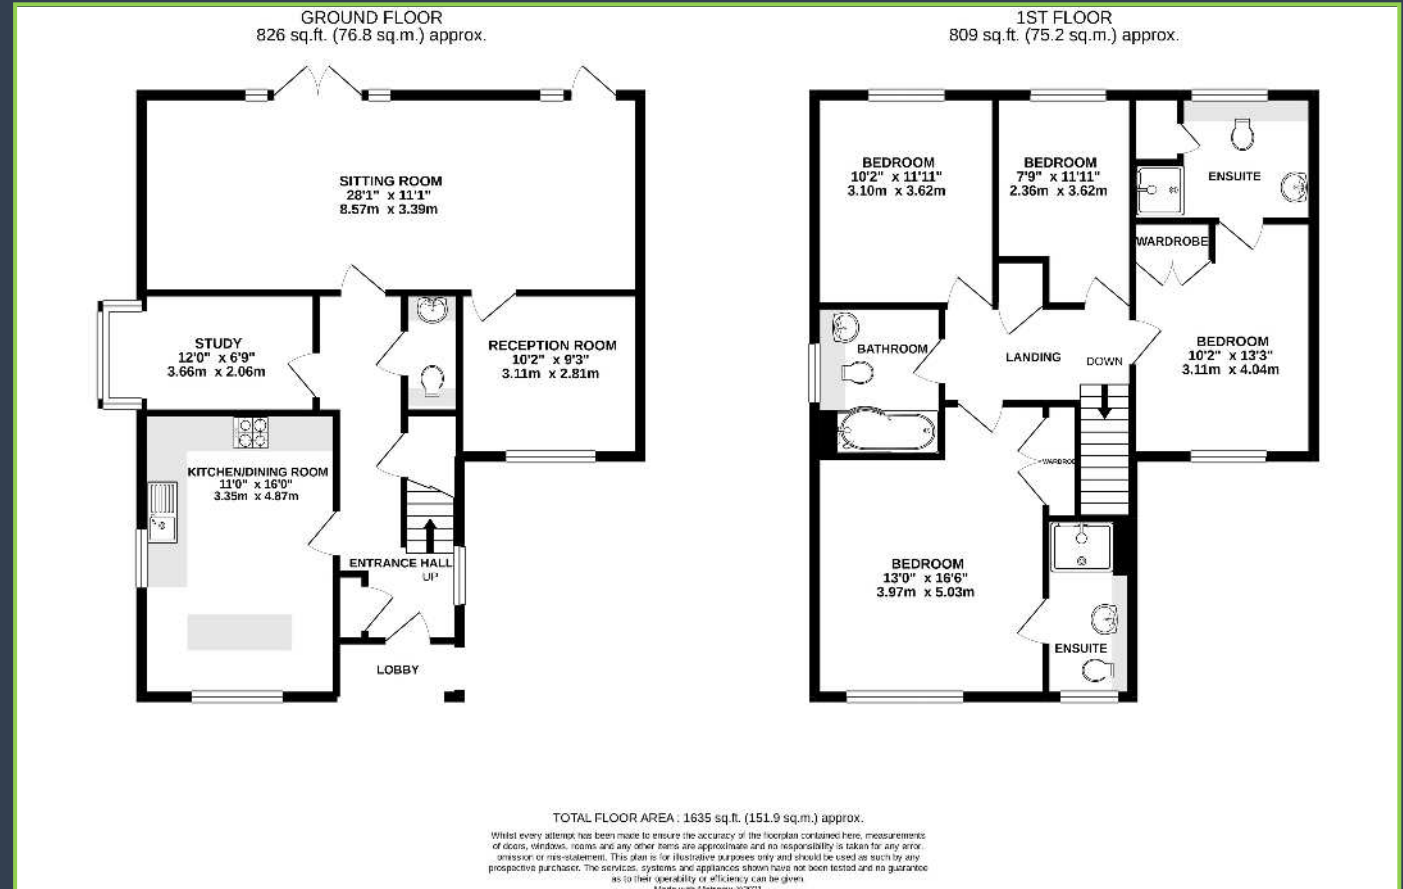 GROUND FLOOR
826 sq.ft. (76.8 sq.m.) approx.
1ST FLOOR
809 sq.ft. (75.2 sq.m.) approx.
SITTING ROOM
28'1" x 11'1"
8.57m x 3.39m
STUDY
12'0" x 6'9"
3.66m x 2.06m
RECEPTION ROOM
10'2" x 9'3"
3.11m x 2.81m
KITCHEN/DINING ROOM
11'0" x 16'0"
3.35m x 4.87m
ENTRANCE HALL
UP
LOBBY
BEDROOM
10'2" x 11'11"
3.10m x 3.62m
BEDROOM
7'9" x 11'11"
2.36m x 3.62m
ENSUITE
WARDROBE
BATHROOM
LANDING
DOWN
BEDROOM
10'2" x 13'3"
3.11m x 4.04m
WARDROB
BEDROOM
13'0" x 16'6"
3.97m x 5.03m
ENSUITE
TOTAL FLOOR AREA : 1635 sq.ft. (151.9 sq.m.) approx.
Whilst every attempt has been made to ensure the accuracy of the floorplan contained here, measurements
of doors, windows, rooms and any other items are approximate and no responsibility is taken for any error,
omission or mis-statement. This plan is for illustrative purposes only and should be used as such by any
prospective purchaser. The services, systems and appliances shown have not been tested and no guarantee
as to their operability or efficiency can be given.
Made with Metropix ©2021